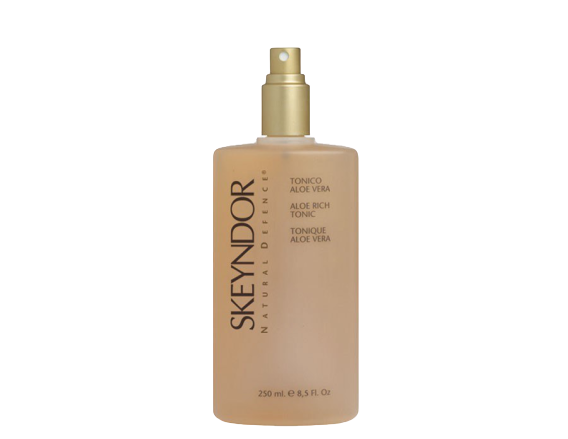 SKEYNDOR
NATURAL DEFENCE®
TONICO
ALOE VERA
ALOE RICH
TONIC
TONIQUE
ALOE VERA
250 ml. ℮ 8,5 Fl. Oz